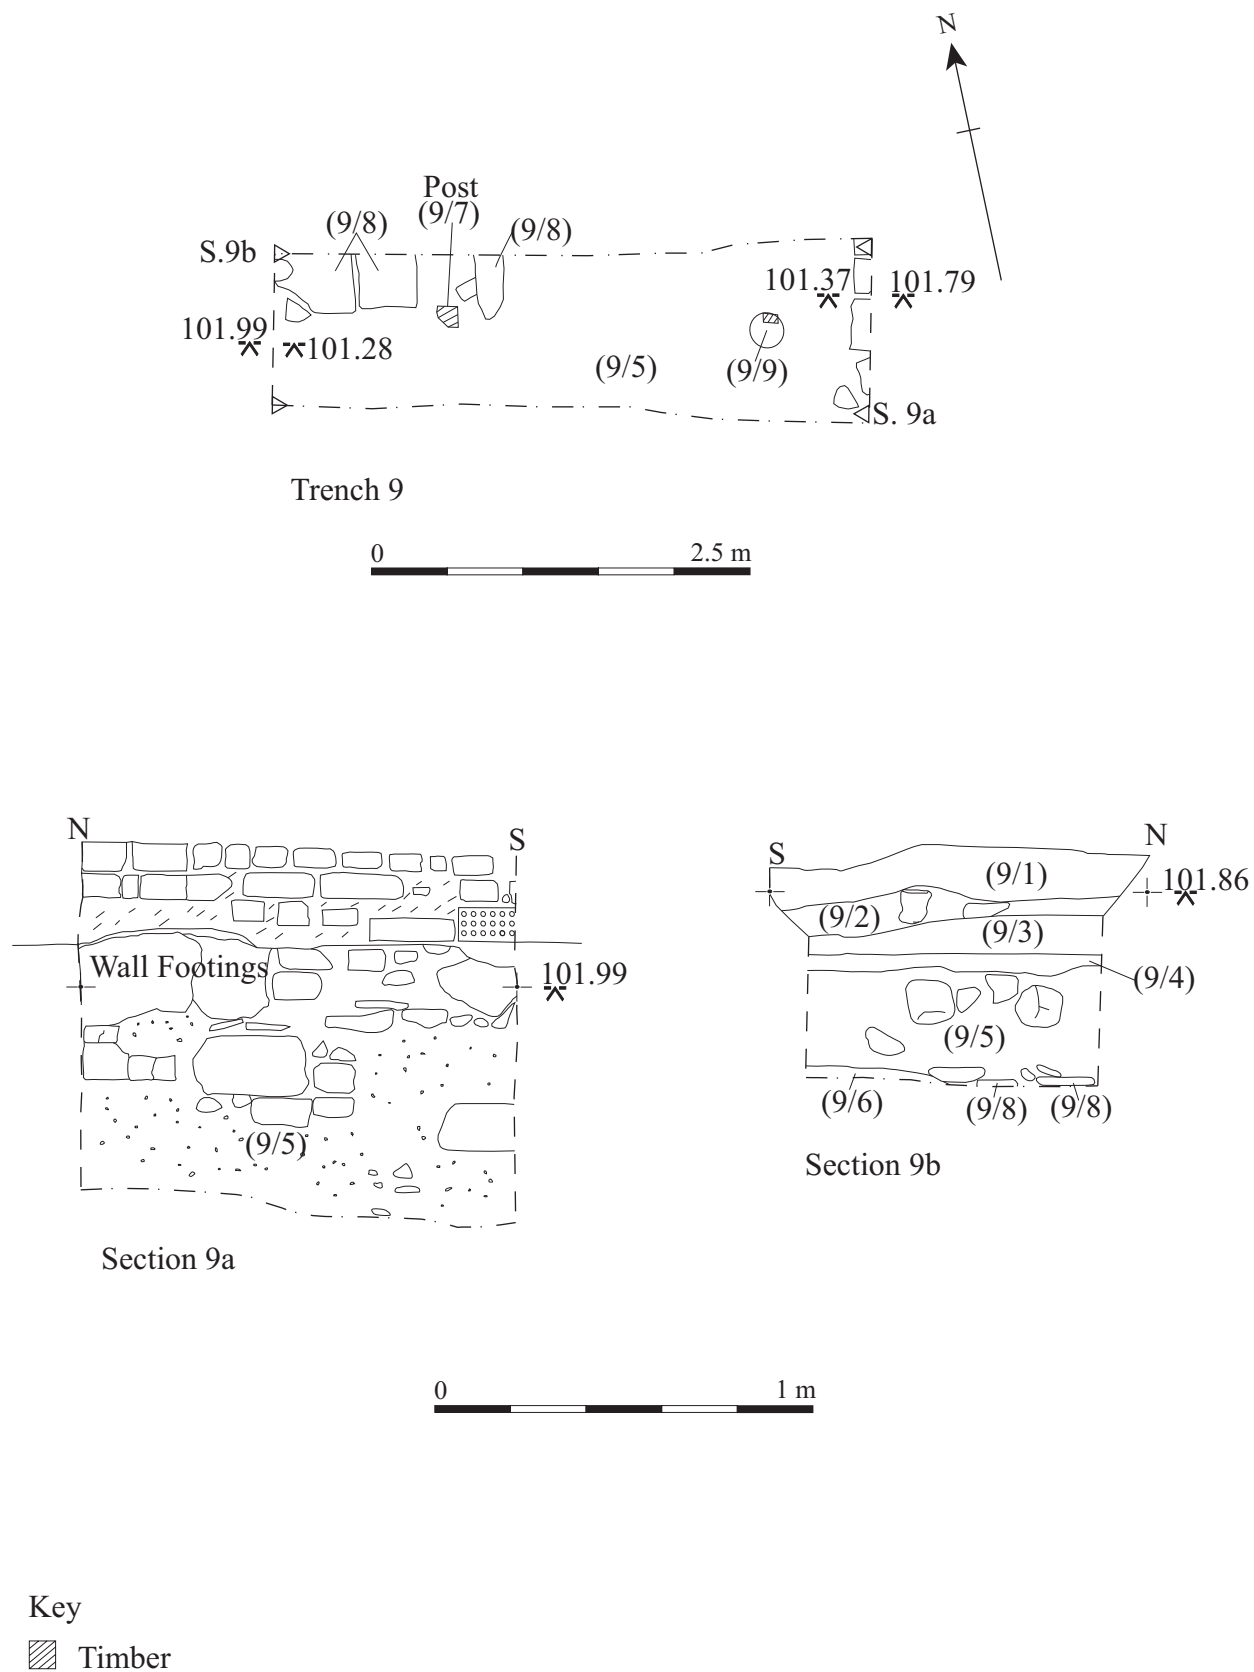 N
Post
(9/8)
(9/7)
(9/8)
S.9b
101.37
101.79
101.99
101.28
(9/5)
(9/9)
S. 9a
Trench 9
0
2.5 m
N
S
Wall Footings
101.99
(9/5)
Section 9a
S
N
(9/1)
101.86
(9/2)
(9/3)
(9/4)
(9/5)
(9/6)
(9/8)
(9/8)
Section 9b
0
1 m
Key
Timber